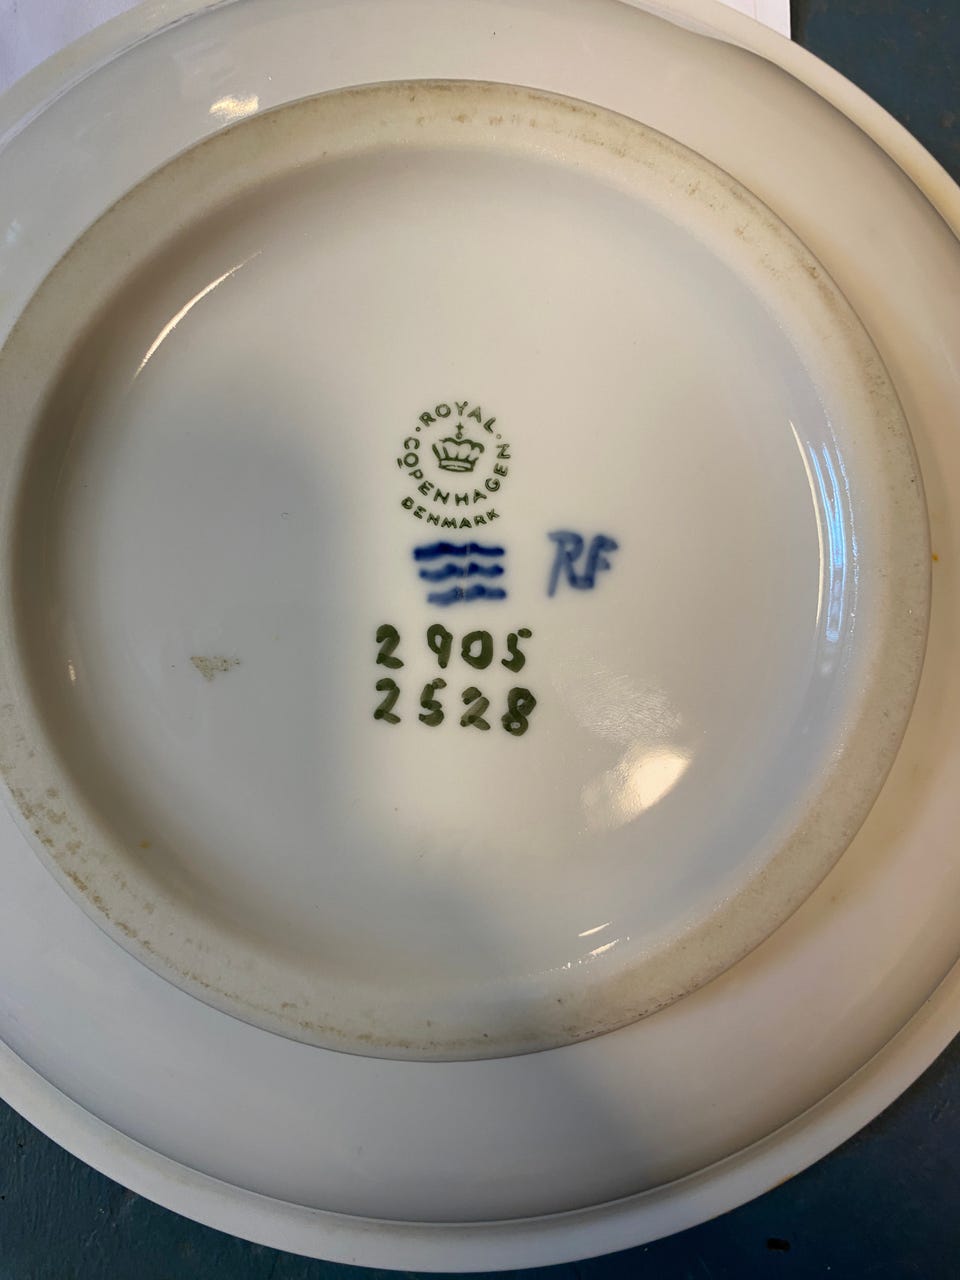 ROYAL
COPENHAGEN
DENMARK
RF
2905
2528